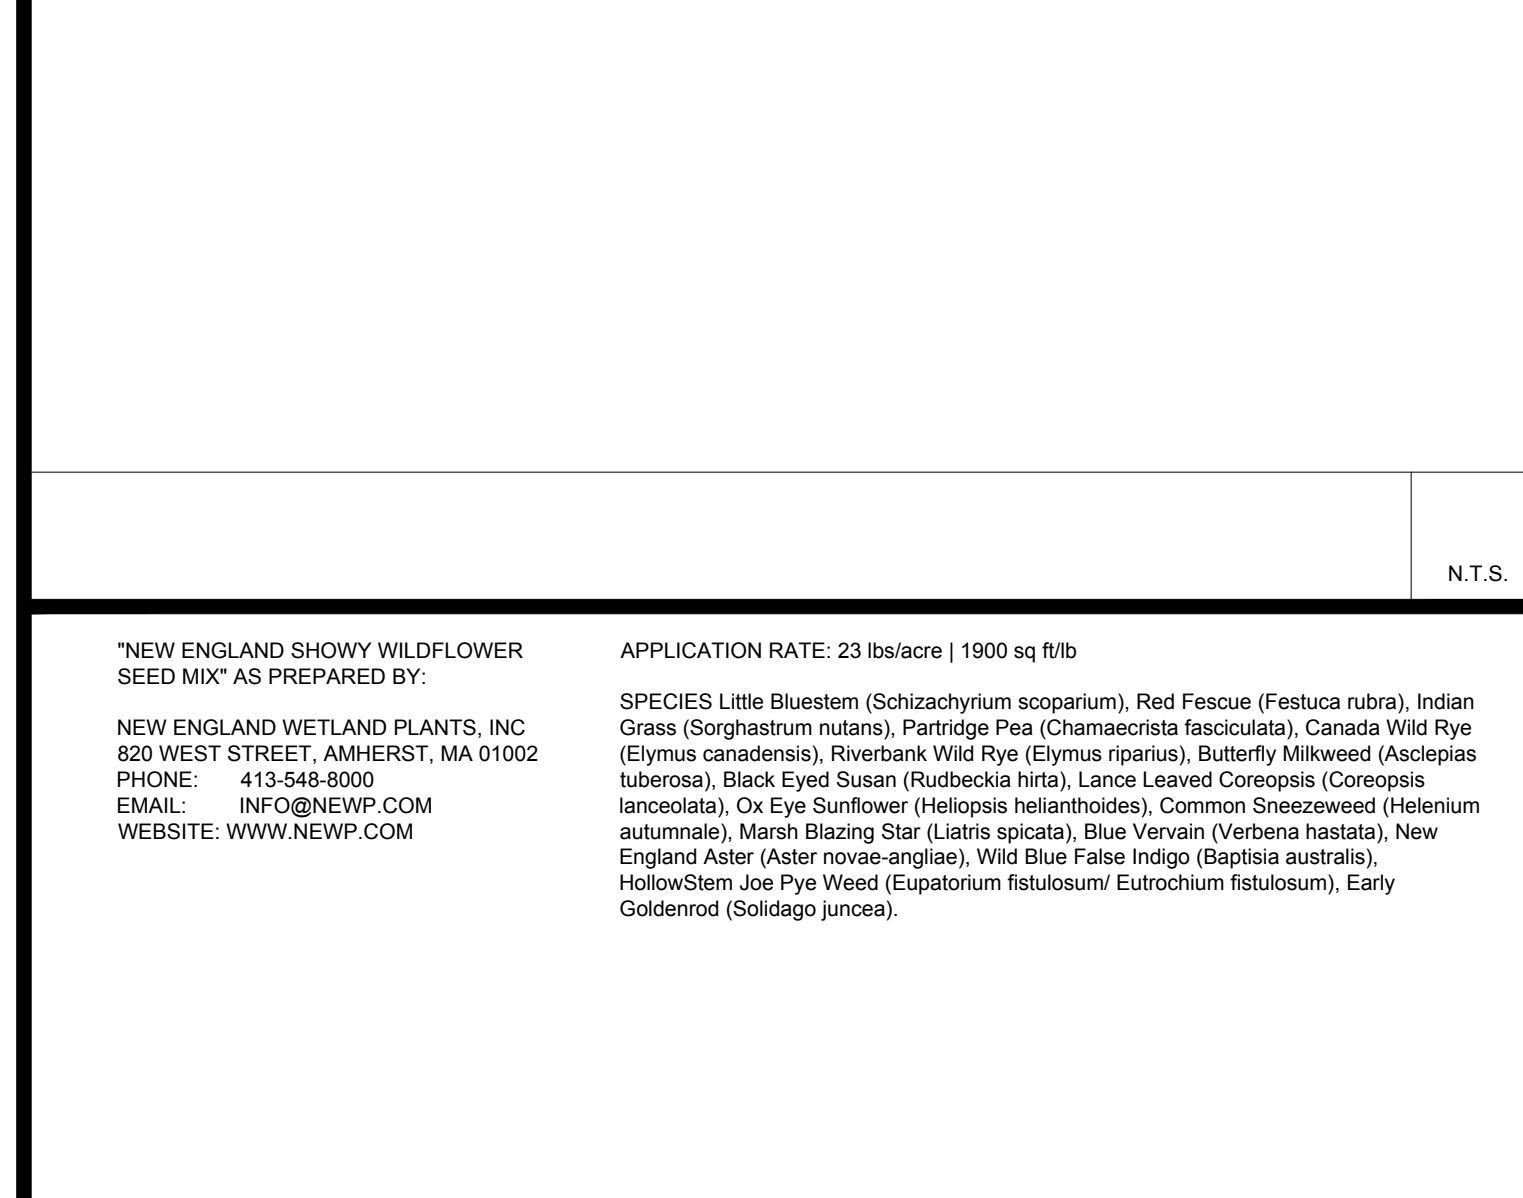 N.T.S.
"NEW ENGLAND SHOWY WILDFLOWER
SEED MIX" AS PREPARED BY:
NEW ENGLAND WETLAND PLANTS, INC
820 WEST STREET, AMHERST, MA 01002
PHONE: 413-548-8000
EMAIL: INFO@NEWP.COM
WEBSITE: WWW.NEWP.COM
APPLICATION RATE: 23 lbs/acre | 1900 sq ft/lb
SPECIES Little Bluestem (Schizachyrium scoparium), Red Fescue (Festuca rubra), Indian
Grass (Sorghastrum nutans), Partridge Pea (Chamaecrista fasciculata), Canada Wild Rye
(Elymus canadensis), Riverbank Wild Rye (Elymus riparius), Butterfly Milkweed (Asclepias
tuberosa), Black Eyed Susan (Rudbeckia hirta), Lance Leaved Coreopsis (Coreopsis
lanceolata), Ox Eye Sunflower (Heliopsis helianthoides), Common Sneezeweed (Helenium
autumnale), Marsh Blazing Star (Liatris spicata), Blue Vervain (Verbena hastata), New
England Aster (Aster novae-angliae), Wild Blue False Indigo (Baptisia australis),
HollowStem Joe Pye Weed (Eupatorium fistulosum/ Eutrochium fistulosum), Early
Goldenrod (Solidago juncea).